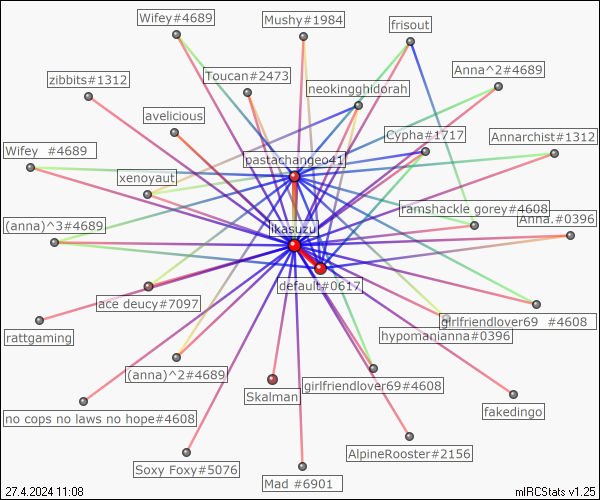 Wifey#4689
Mushy#1984
frisout
Anna^2#4689
zibbits#1312
Toucan#2473
neokingghidorah
avelicious
Cypha#1717
Annarchist#1312
Wifey  #4689
pastachangeo41
xenoyaut
ramshackle gorey#4608
(anna)^3#4689
Anna.#0396
ikasuzu
default#0617
ace deucy#7097
girlfriendlover69  #4608
rattgaming
hypomanianna#0396
(anna)^2#4689
girlfriendlover69#4608
Skalman
fakedingo
no cops no laws no hope#4608
AlpineRooster#2156
Soxy Foxy#5076
Mad #6901
27.4.2024 11:08
mIRCStats v1.25